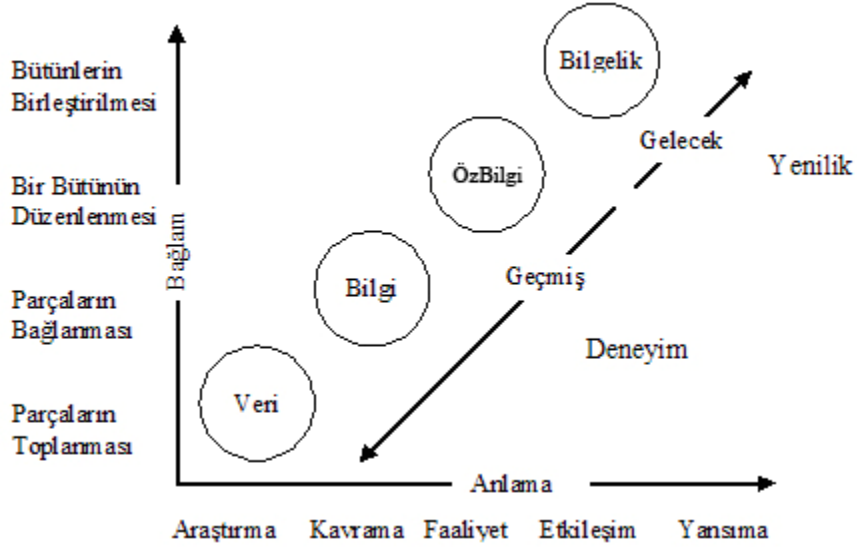 Bütünlerin
Birleştirilmesi
Bilgelik
Gelecek
Yenilik
ÖzBilgi
Bir Bütünün
Düzenlenmesi
Bağlam
Geçmiş
Bilgi
Parçaların
Bağlanması
Deneyim
Veri
Parçaların
Toplanması
Anlama
Araştırma Kavrama Faaliyet Etkileşim Yansıma